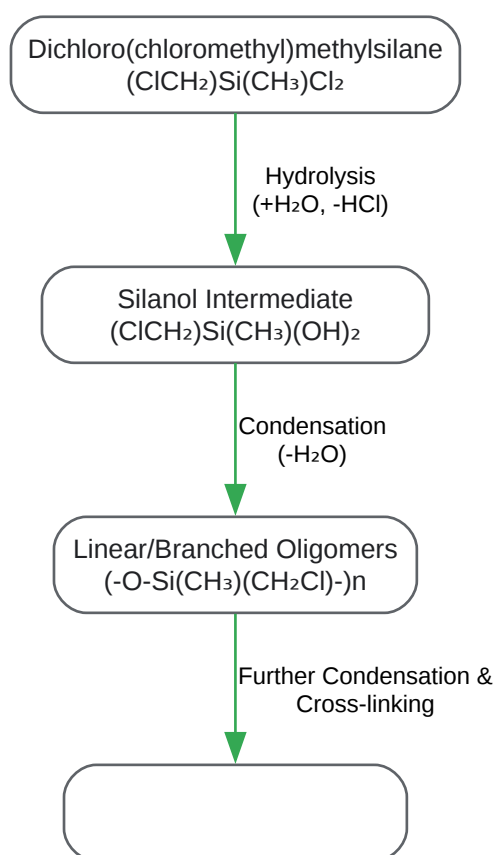 Dichloro(chloromethyl)methylsilane
(ClCH₂)Si(CH₃)Cl₂
Hydrolysis
(+H₂O, -HCl)
Silanol Intermediate
(ClCH₂)Si(CH₃)(OH)₂
Condensation
(-H₂O)
Linear/Branched Oligomers
(-O-Si(CH₃)(CH₂Cl)-)n
Further Condensation &
Cross-linking